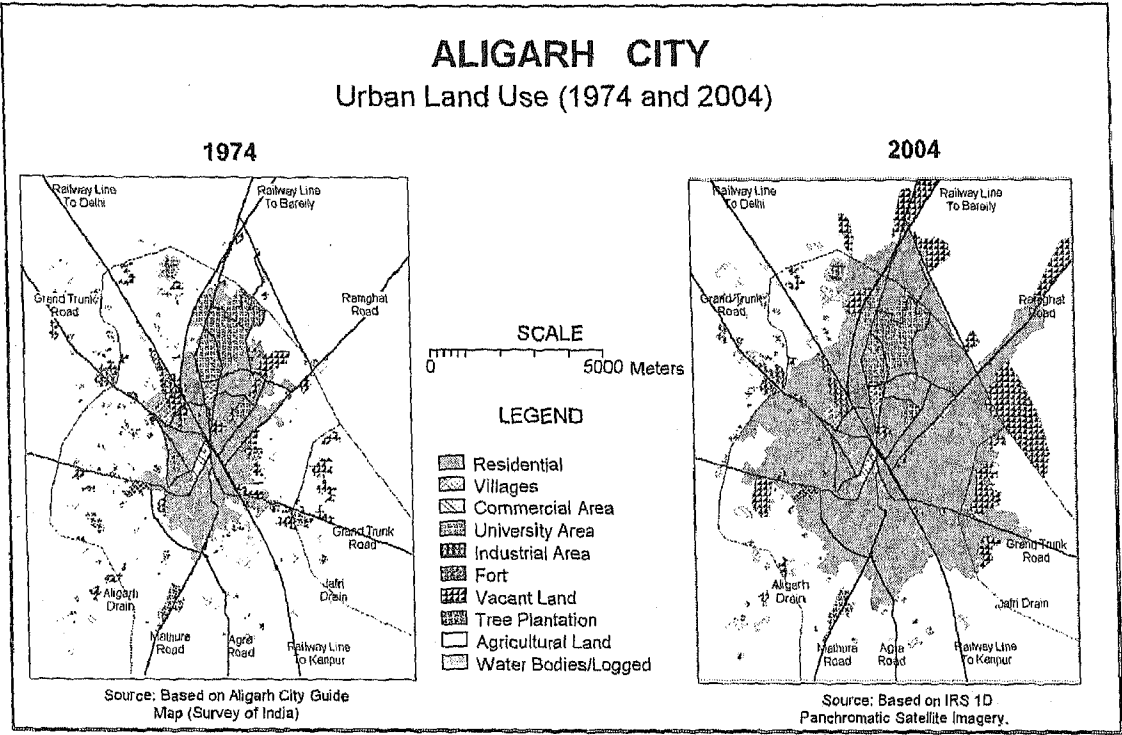 ALIGARH CITY
Urban Land Use (1974 and 2004)
1974
Railway Line
To Delhi
Railway Line
To Bareily
Grand Trunk
Road
Ramghat
Road
Grand Trunk
Road
Aligarh
Drain
Jafri
Drain
Mathura
Road
Agra
Road
Railway Line
To Kanpur
Source: Based on Aligarh City Guide
Map (Survey of India)
SCALE
0 5000 Meters
LEGEND
Residential
Villages
Commercial Area
University Area
Industrial Area
Fort
Vacant Land
Tree Plantation
Agricultural Land
Water Bodies/Logged
2004
Railway Line
To Delhi
Railway Line
To Bareily
Grand Trunk
Road
Ramghat
Road
Grand Trunk
Road
Aligarh
Drain
Jafri Drain
Mathura
Road
Agra
Road
Railway Line
To Kanpur
Source: Based on IRS 1D
Panchromatic Satellite Imagery.